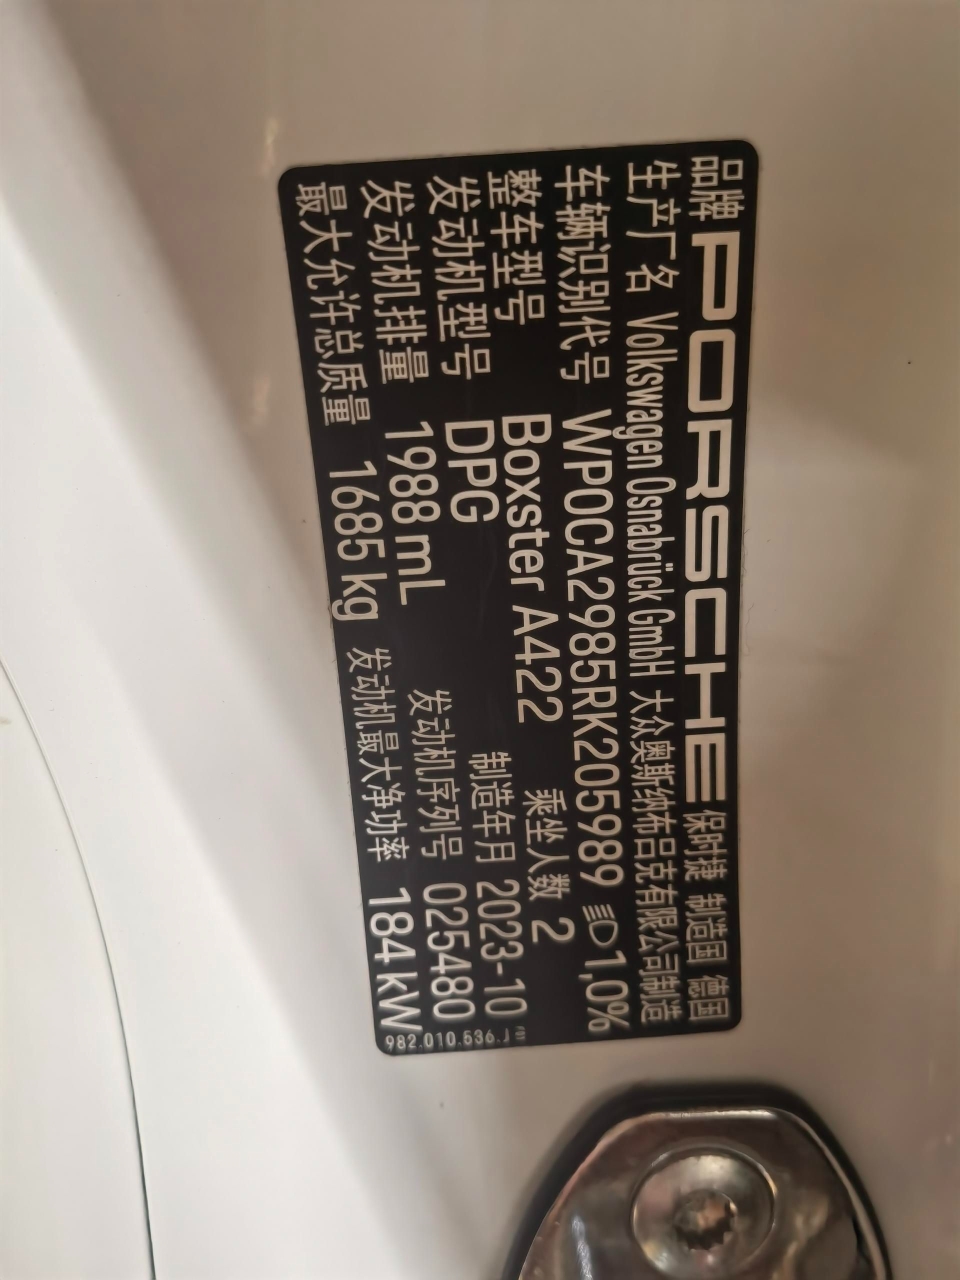 品牌 PORSCHE 保时捷 制造国 德国
生产厂名 Volkswagen Osnabrück GmbH 大众奥斯纳布吕克有限公司制造
车辆识别代号 WP0CA2985RK205989 1,0%
整车型号 Boxster A422 乘坐人数 2
发动机型号 DPG 制造年月 2023-10
发动机排量 1988 mL 发动机序列号 025480
最大允许总质量 1685 kg 发动机最大净功率 184 kW
982.010.536.J